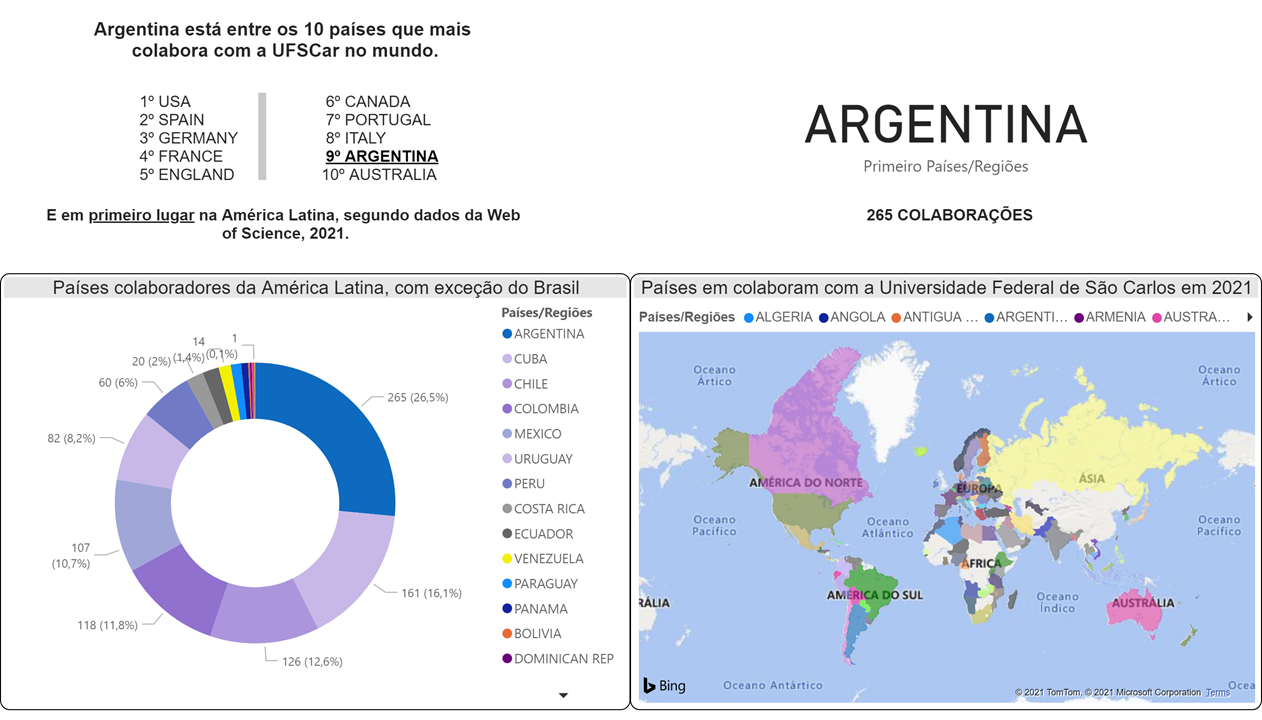 Argentina está entre os 10 países que mais
colabora com a UFSCar no mundo.
1º USA
2º SPAIN
3º GERMANY
4º FRANCE
5º ENGLAND
6º CANADA
7º PORTUGAL
8º ITALY
9º ARGENTINA
10º AUSTRALIA
E em primeiro lugar na América Latina, segundo dados da Web
of Science, 2021.
ARGENTINA
Primeiro Países/Regiões
265 COLABORAÇÕES
Países colaboradores da América Latina, com exceção do Brasil
265 (26,5%)
161 (16,1%)
126 (12,6%)
118 (11,8%)
107
(10,7%)
82 (8,2%)
60 (6%)
20 (2%)
14
(1,4%)
1
(0,1%)
Países/Regiões
ARGENTINA
CUBA
CHILE
COLOMBIA
MEXICO
URUGUAY
PERU
COSTA RICA
ECUADOR
VENEZUELA
PARAGUAY
PANAMA
BOLIVIA
DOMINICAN REP
Países em colaboram com a Universidade Federal de São Carlos em 2021
Países/Regiões ALGERIA ANGOLA ANTIGUA ... ARGENTI... ARMENIA AUSTRA...
Oceano
Ártico
Oceano
Ártico
AMÉRICA DO NORTE
EUROPA
ÁSIA
Oceano
Pacífico
Oceano
Atlântico
Oceano
Pacífico
ÁFRICA
AMÉRICA DO SUL
Oceano
Índico
RÁLIA
AUSTRÁLIA
Bing
Oceano Antártico
Ocea
© 2021 TomTom, © 2021 Microsoft Corporation Terms